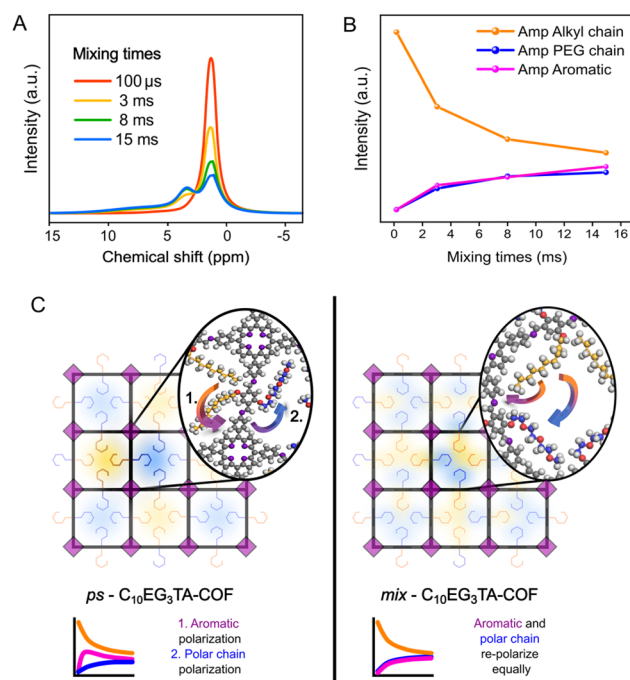 A
Mixing times
100 µs
3 ms
8 ms
15 ms
Intensity (a.u.)
15 10 5 0 -5
Chemical shift (ppm)
B
Amp Alkyl chain
Amp PEG chain
Amp Aromatic
Intensity (a.u.)
0 2 4 6 8 10 12 14 16
Mixing times (ms)
C
1.
2.
ps - C₁₀EG₃TA-COF
1. Aromatic
polarization
2. Polar chain
polarization
mix - C₁₀EG₃TA-COF
Aromatic and
polar chain
re-polarize
equally